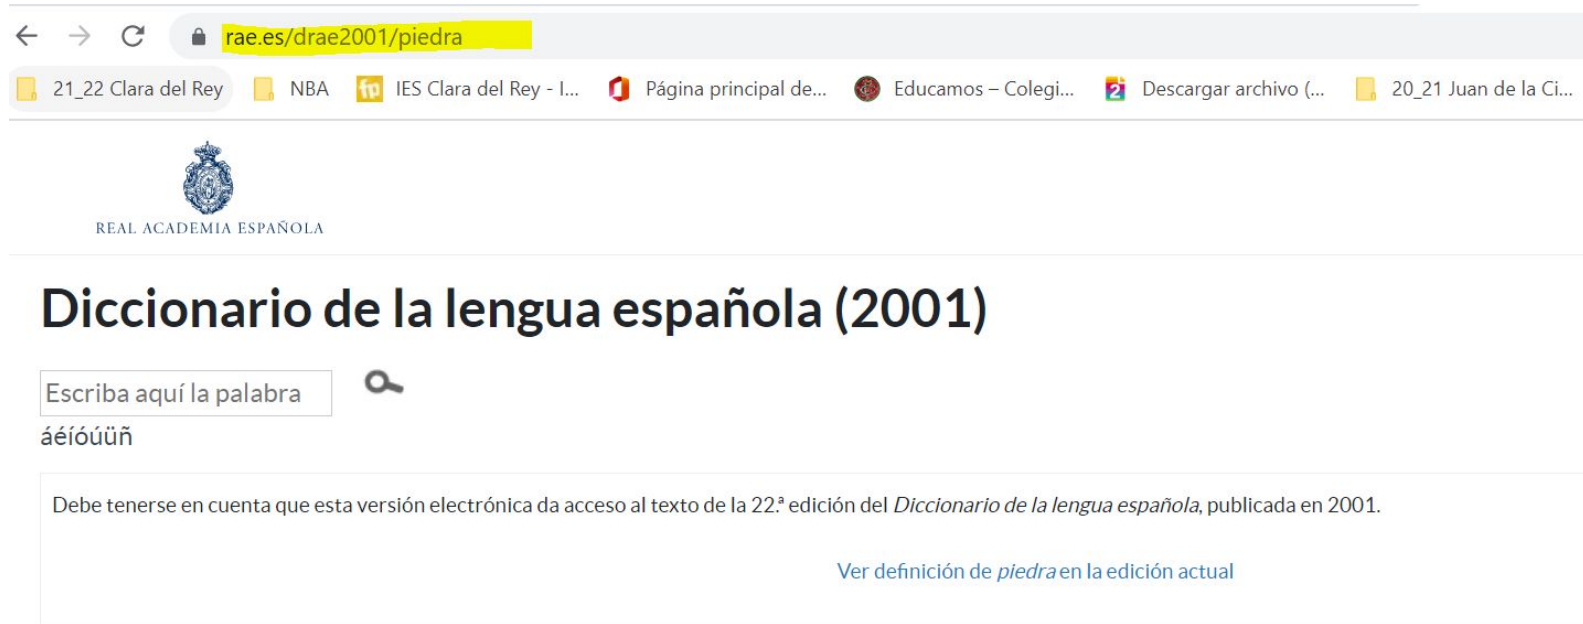 rae.es/drae2001/piedra
21_22 Clara del Rey NBA fp IES Clara del Rey - I... Página principal de... Educamos – Colegi... 2 Descargar archivo (... 20_21 Juan de la Ci...
REAL ACADEMIA ESPAÑOLA
Diccionario de la lengua española (2001)
Escriba aquí la palabra
áéíóúüñ
Debe tenerse en cuenta que esta versión electrónica da acceso al texto de la 22.ª edición del Diccionario de la lengua española, publicada en 2001.
Ver definición de piedra en la edición actual